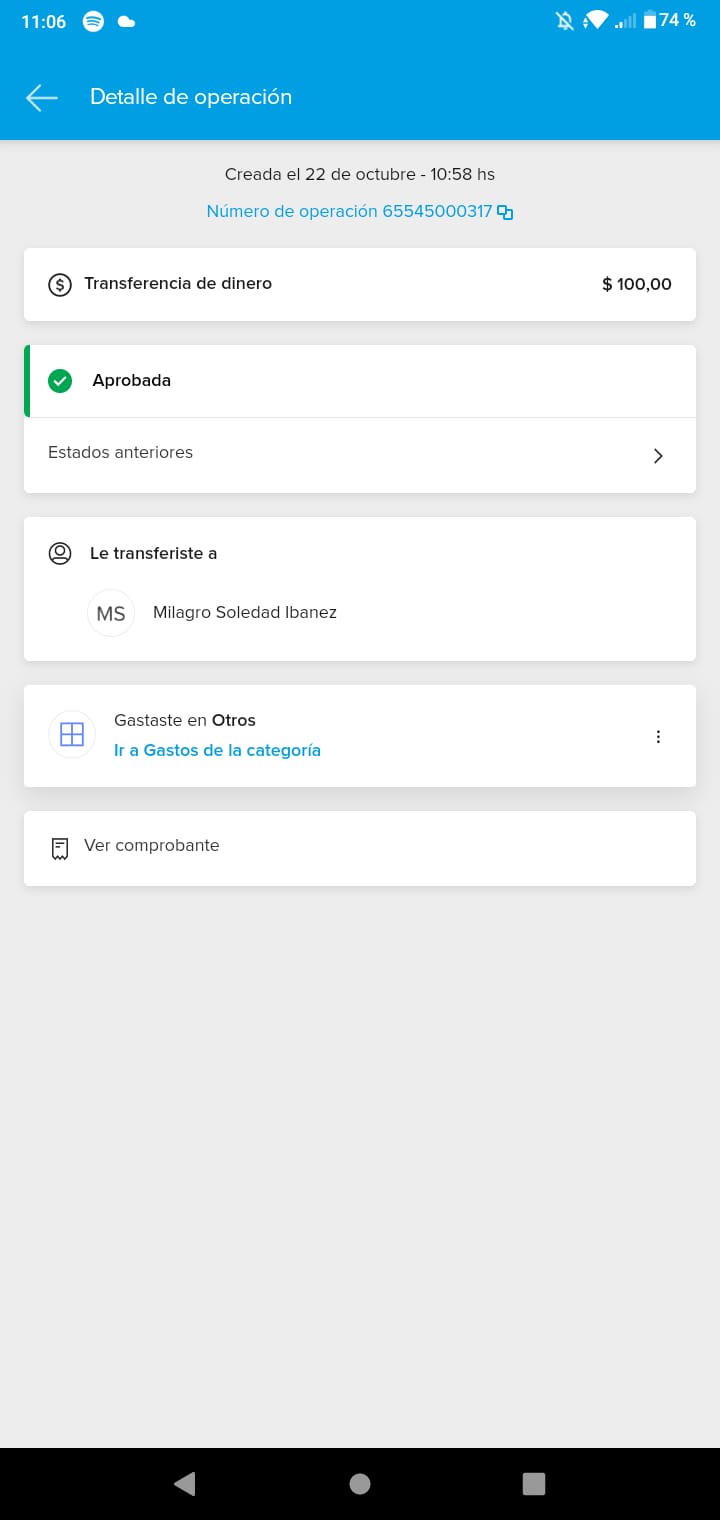 11:06
74 %
Detalle de operación
Creada el 22 de octubre - 10:58 hs
Número de operación 65545000317
Transferencia de dinero
$ 100,00
Aprobada
Estados anteriores
Le transferiste a
MS
Milagro Soledad Ibanez
Gastaste en Otros
Ir a Gastos de la categoría
Ver comprobante